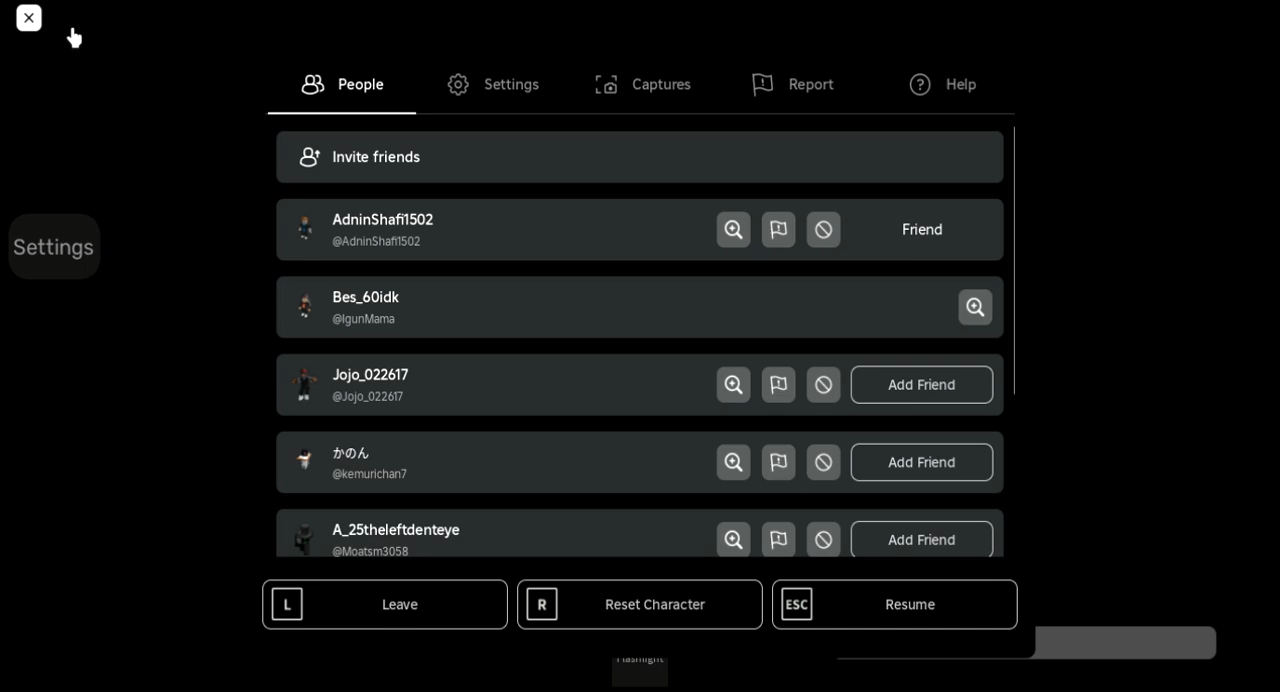 People
Settings
Captures
Report
Help
Invite friends
AdninShafi1502
@AdninShafi1502
Friend
Settings
Bes_60idk
@IgunMama
Jojo_022617
@Jojo_022617
Add Friend
かのん
@kemurichan7
Add Friend
A_25theleftdenteye
@Moatsm3058
Add Friend
L
Leave
R
Reset Character
ESC
Resume
Flashlight